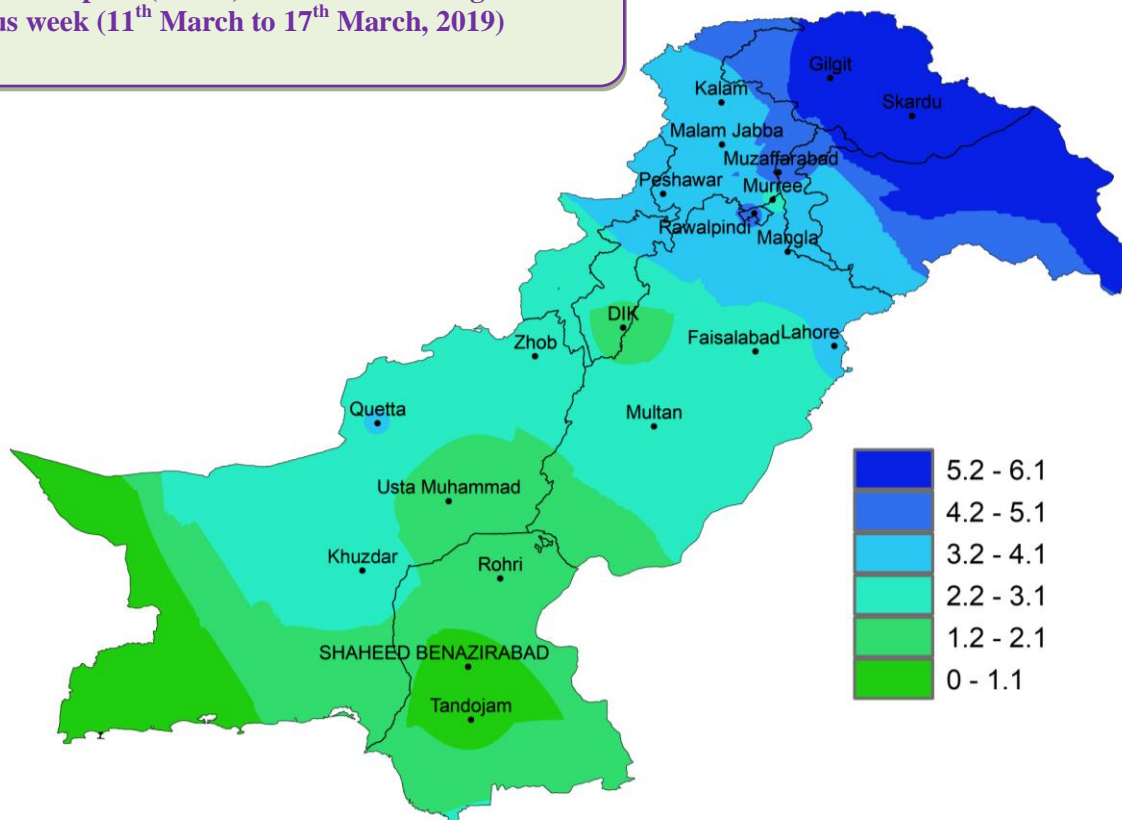 us week (11th March to 17th March, 2019)
Gilgit
Kalam
Skardu
Malam Jabba
Muzaffarabad
Peshawar
Murree
Rawalpindi
Mangla
DIK
Zhob
Faisalabad
Lahore
Quetta
Multan
Usta Muhammad
Khuzdar
Rohri
SHAHEED BENAZIRABAD
Tandojam
5.2 - 6.1
4.2 - 5.1
3.2 - 4.1
2.2 - 3.1
1.2 - 2.1
0 - 1.1